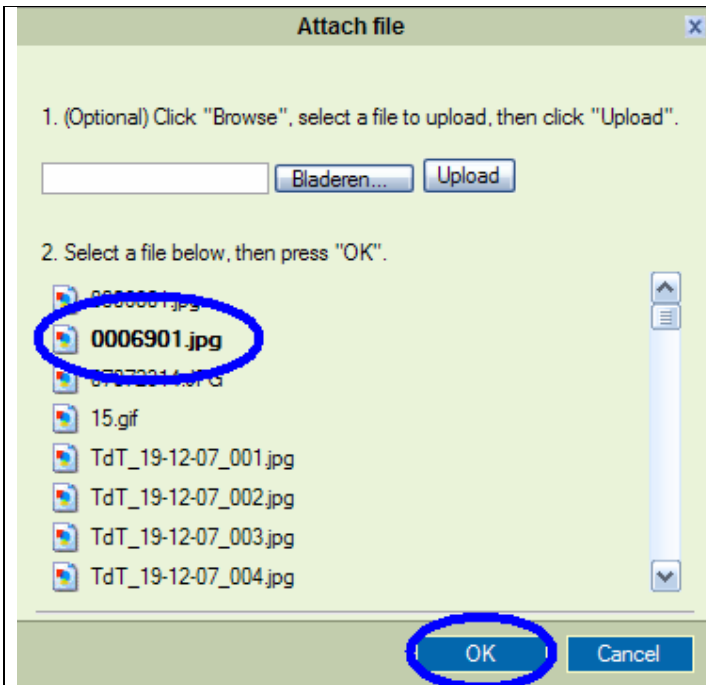 Attach file
1. (Optional) Click "Browse", select a file to upload, then click "Upload".
Bladeren... Upload
2. Select a file below, then press "OK".
0006901.jpg
15.gif
TdT_19-12-07_001.jpg
TdT_19-12-07_002.jpg
TdT_19-12-07_003.jpg
TdT_19-12-07_004.jpg
OK Cancel